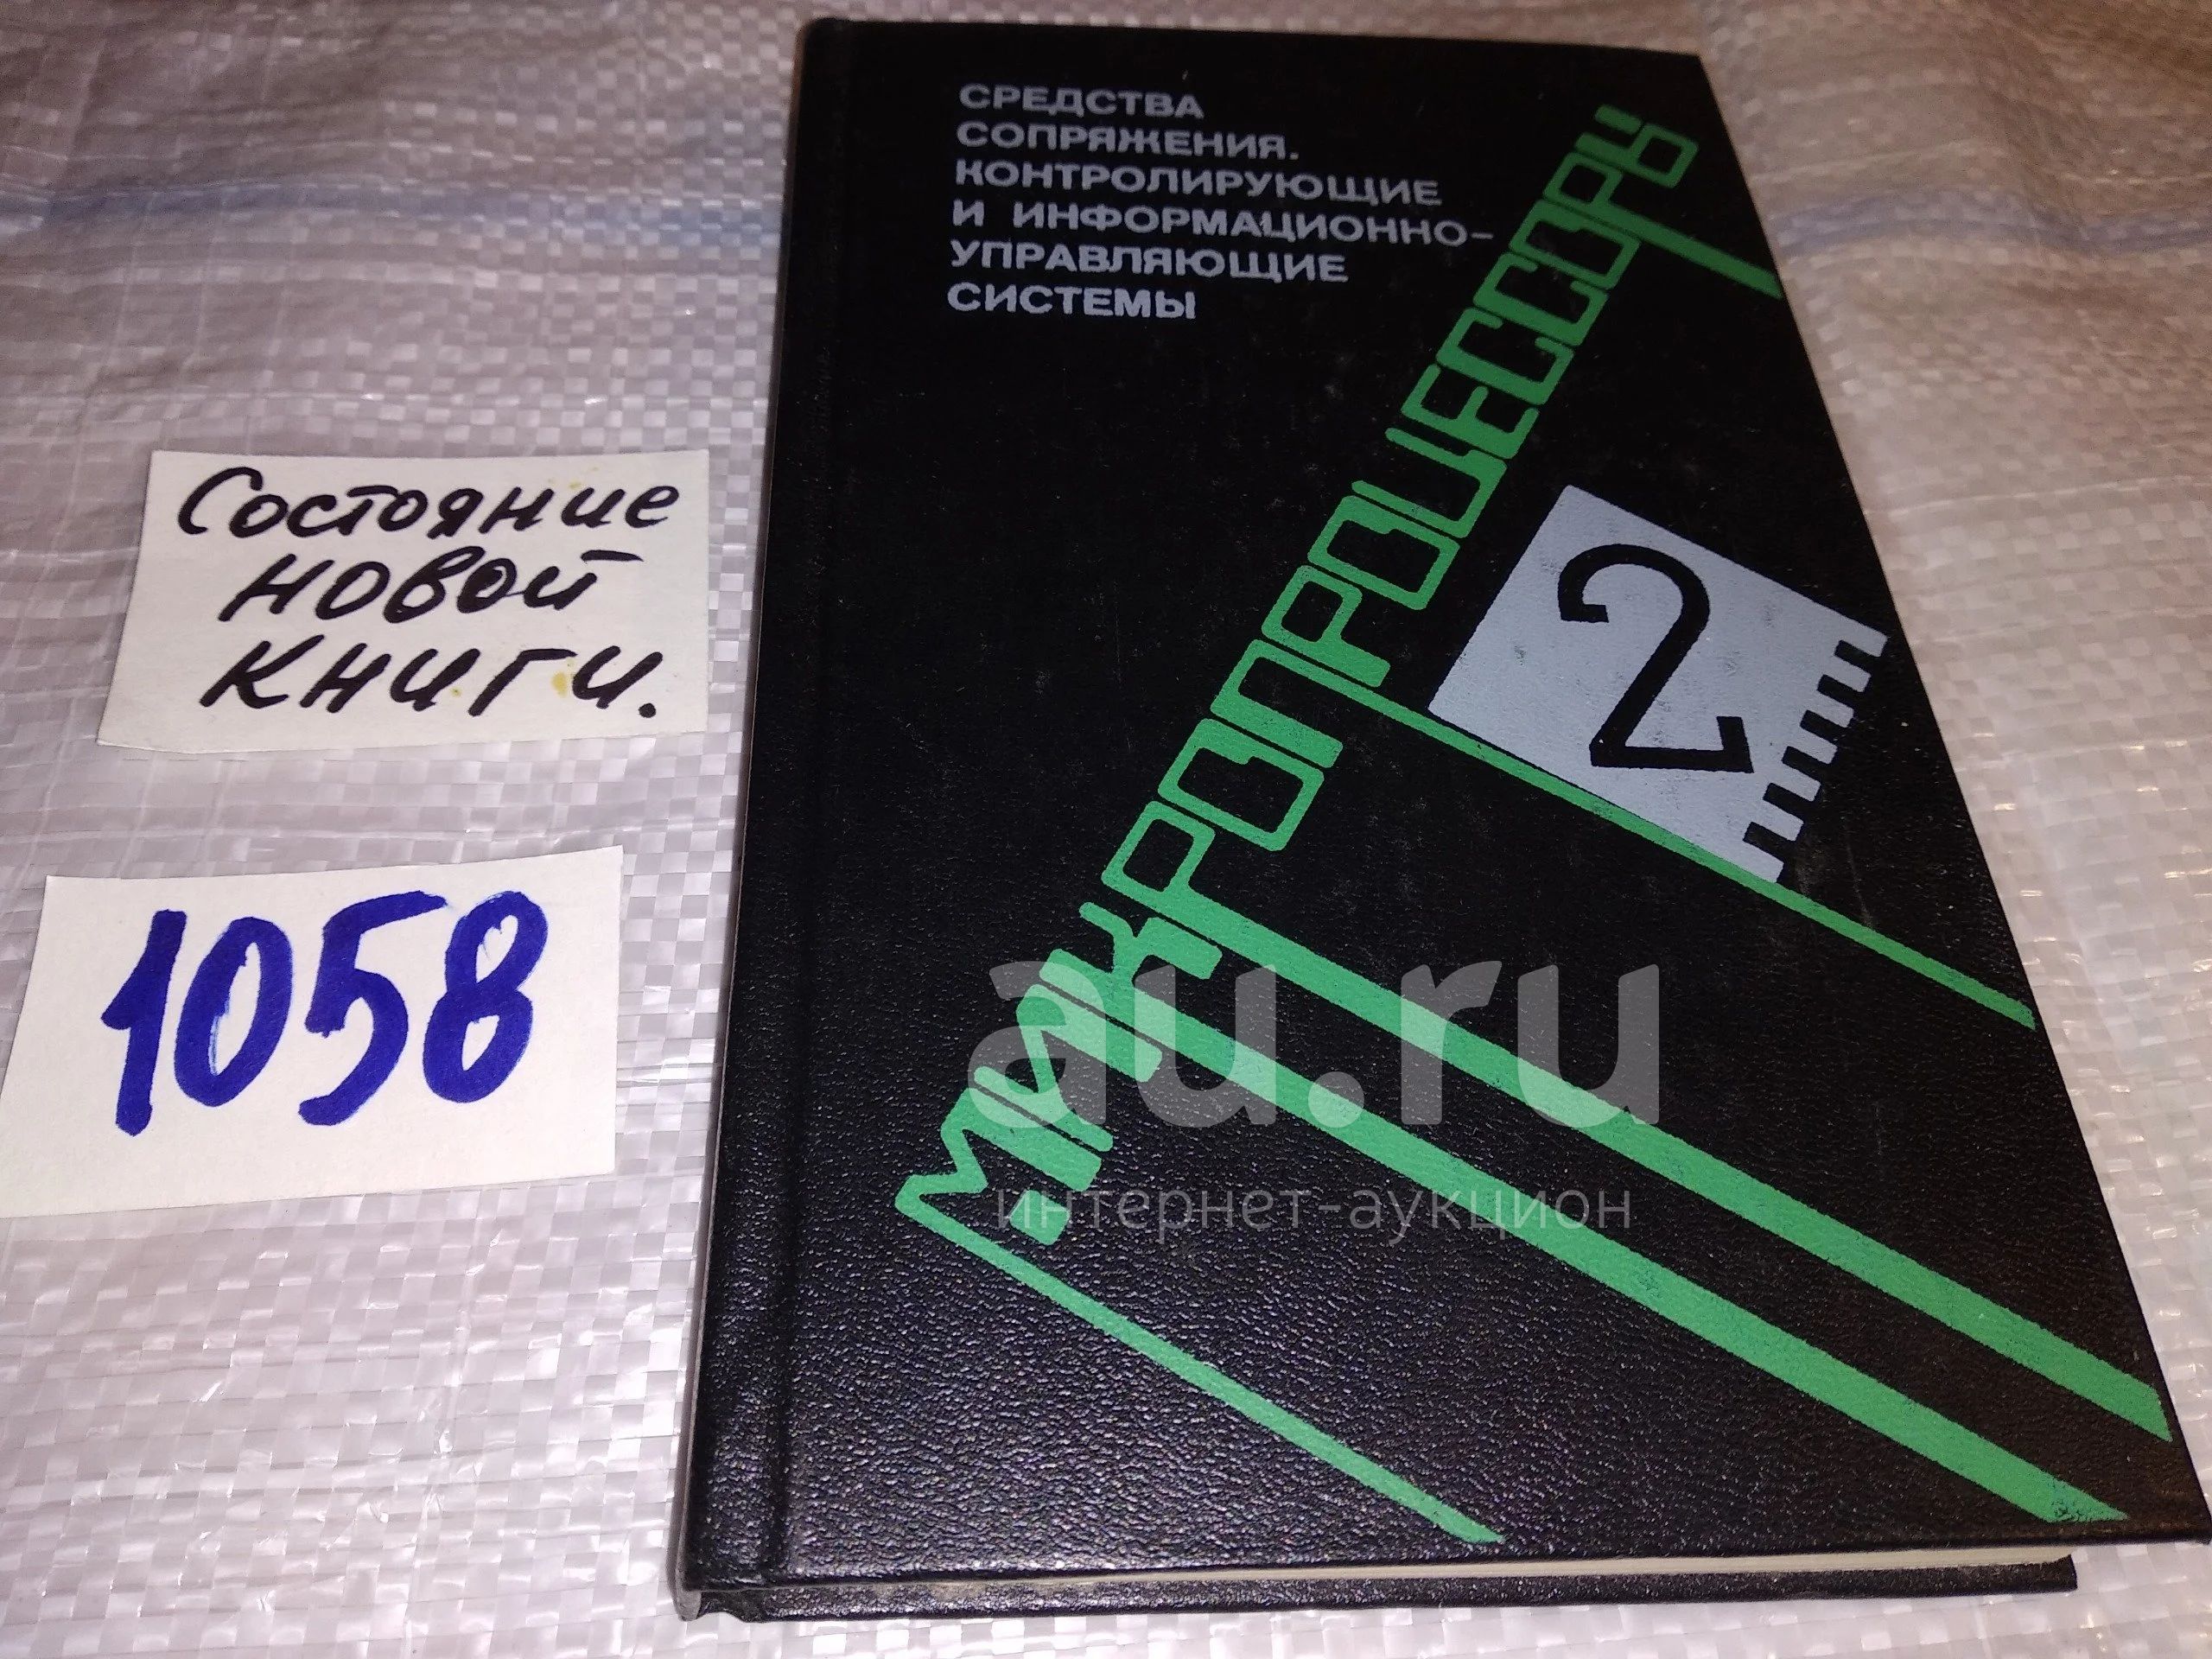 СРЕДСТВА
СОПРЯЖЕНИЯ.
КОНТРОЛИРУЮЩИЕ
И ИНФОРМАЦИОННО-
УПРАВЛЯЮЩИЕ
СИСТЕМЫ
МИКРОПРОЦЕССОРЫ
2
Состояние
новой
книги.
1058
au.ru
интернет-аукцион